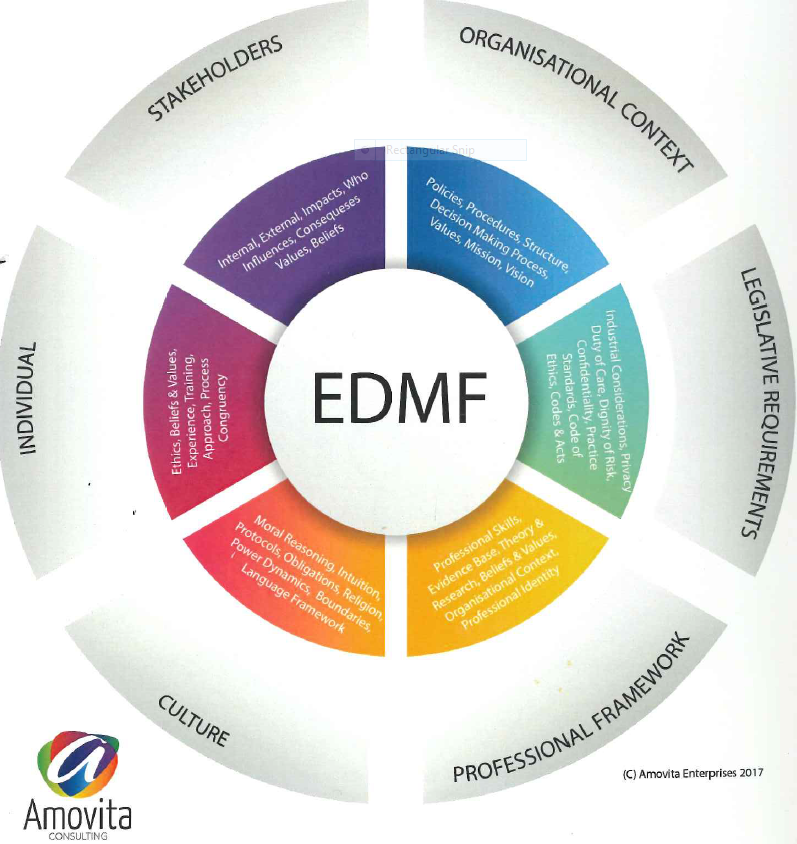 STAKEHOLDERS
ORGANISATIONAL CONTEXT
Rectangular Snip
Internal, External, Impacts, Who
Influences, Conseqeses
Values, Beliefs
Policies, Procedures, Structure,
Decision Making Process,
Values, Mission, Vision
INDIVIDUAL
Ethics, Beliefs & Values,
Experience, Training,
Approach, Process
Congruency
EDMF
Industrial Considerations, Privacy
Duty of Care, Dignity of Risk,
Confidentiality, Practice
Standards, Code of
Ethics, Codes & Acts
LEGISLATIVE REQUIREMENTS
Moral Reasoning, Intuition,
Protocols, Obligations, Religion,
Power Dynamics, Boundaries,
Language Framework
Professional Skills,
Evidence Base, Theory &
Research, Beliefs & Values,
Organisational Context,
Professional Identity
CULTURE
PROFESSIONAL FRAMEWORK
(C) Amovita Enterprises 2017
a
Amovita
CONSULTING